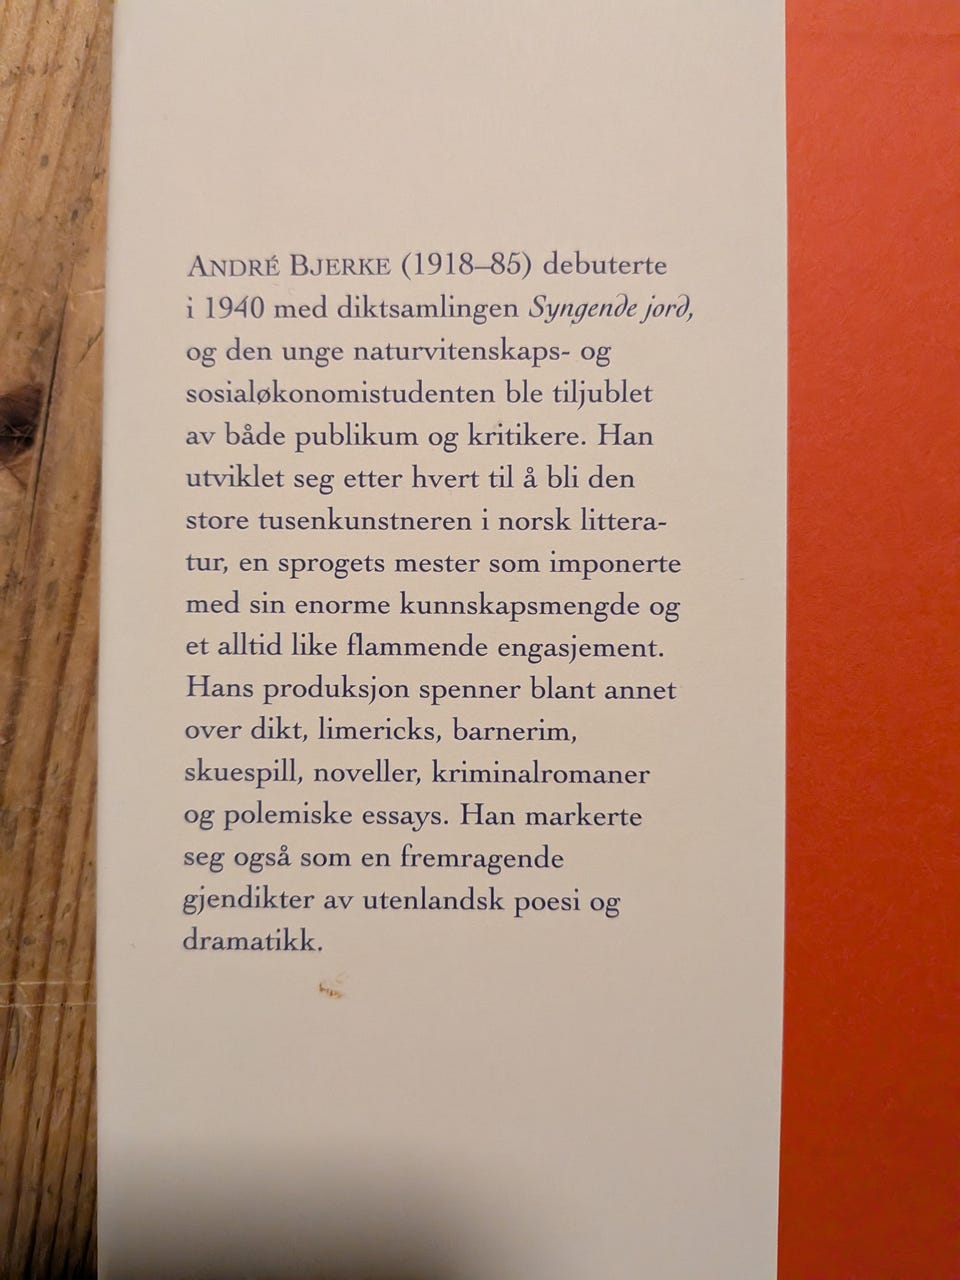 ANDRÉ BJERKE (1918–85) debuterte
i 1940 med diktsamlingen Syngende jord,
og den unge naturvitenskaps- og
sosialøkonomistudenten ble tiljublet
av både publikum og kritikere. Han
utviklet seg etter hvert til å bli den
store tusenkunstneren i norsk littera-
tur, en sprogets mester som imponerte
med sin enorme kunnskapsmengde og
et alltid like flammende engasjement.
Hans produksjon spenner blant annet
over dikt, limericks, barnerim,
skuespill, noveller, kriminalromaner
og polemiske essays. Han markerte
seg også som en fremragende
gjendikter av utenlandsk poesi og
dramatikk.